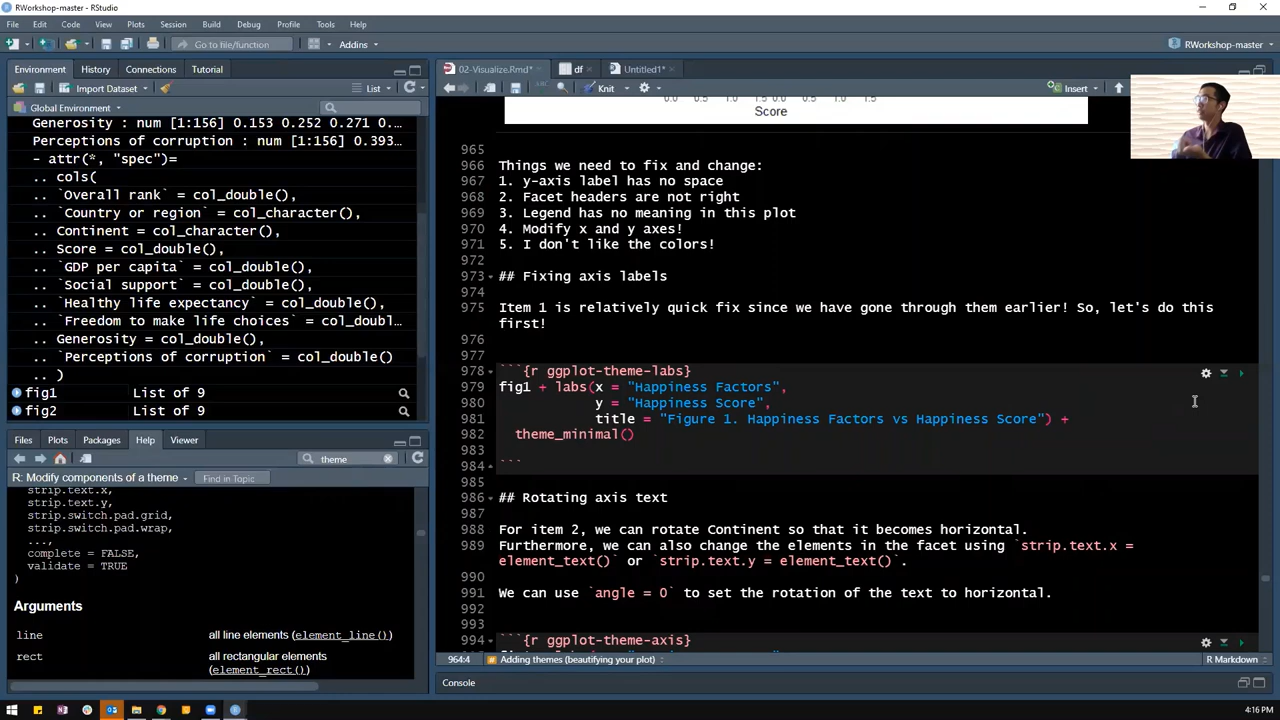 RWorkshop-master - RStudio
File Edit Code View Plots Session Build Debug Profile Tools Help
Go to file/function Addins RWorkshop-master
Environment History Connections Tutorial
Import Dataset List
Global Environment
Generosity : num [1:156] 0.153 0.252 0.271 0....
Perceptions of corruption : num [1:156] 0.393...
- attr(*, "spec")=
.. cols(
.. `Overall rank` = col_double(),
.. `Country or region` = col_character(),
.. Continent = col_character(),
.. Score = col_double(),
.. `GDP per capita` = col_double(),
.. `Social support` = col_double(),
.. `Healthy life expectancy` = col_double(),
.. `Freedom to make life choices` = col_doubl...
.. Generosity = col_double(),
.. `Perceptions of corruption` = col_double()
.. )
fig1 List of 9
fig2 List of 9
Files Plots Packages Help Viewer
theme
R: Modify components of a theme Find in Topic
strip.text.x,
strip.text.y,
strip.switch.pad.grid,
strip.switch.pad.wrap,
...,
complete = FALSE,
validate = TRUE
)
Arguments
line all line elements (element_line())
rect all rectangular elements
(element_rect())
02-Visualize.Rmd* df Untitled1*
Knit Insert
0.0 0.5 1.0 1.5 0.0 0.5 1.0 1.5
Score
965
966 Things we need to fix and change:
967 1. y-axis label has no space
968 2. Facet headers are not right
969 3. Legend has no meaning in this plot
970 4. Modify x and y axes!
971 5. I don't like the colors!
972
973 ## Fixing axis labels
974
975 Item 1 is relatively quick fix since we have gone through them earlier! So, let's do this
first!
976
977
978 ```{r ggplot-theme-labs}
979 fig1 + labs(x = "Happiness Factors",
980 y = "Happiness Score",
981 title = "Figure 1. Happiness Factors vs Happiness Score") +
982 theme_minimal()
983
984 ```
985
986 ## Rotating axis text
987
988 For item 2, we can rotate Continent so that it becomes horizontal.
989 Furthermore, we can also change the elements in the facet using `strip.text.x =
element_text()` or `strip.text.y = element_text()`.
990
991 We can use `angle = 0` to set the rotation of the text to horizontal.
992
993
994 ```{r ggplot-theme-axis}
964:4 Adding themes (beautifying your plot) R Markdown
Console
4:16 PM